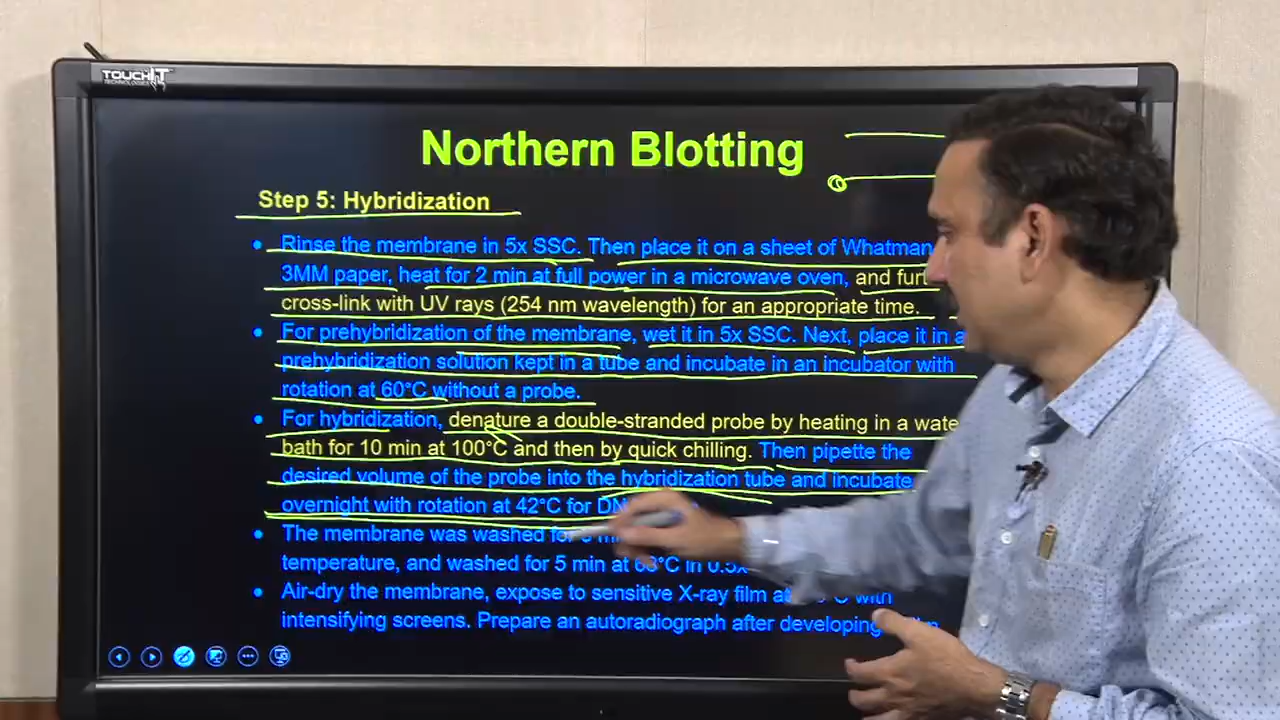 TOUCHIT
TECHNOLOGIES
Northern Blotting
Step 5: Hybridization
• Rinse the membrane in 5x SSC. Then place it on a sheet of Whatman
3MM paper, heat for 2 min at full power in a microwave oven, and
cross-link with UV rays (254 nm wavelength) for an appropriate time.
• For prehybridization of the membrane, wet it in 5x SSC. Next, place it in a
prehybridization solution kept in a tube and incubate in an incubator with
rotation at 60°C without a probe.
• For hybridization, denature a double-stranded probe by heating in a
bath for 10 min at 100°C and then by quick chilling. Then pipette the
desired volume of the probe into the hybridization tube and incubate
overnight with rotation at 42°C for
• The membrane was washed for
temperature, and washed for 5 min at in
• Air-dry the membrane, expose to sensitive X-ray film at with
intensifying screens. Prepare an autoradiograph after developing